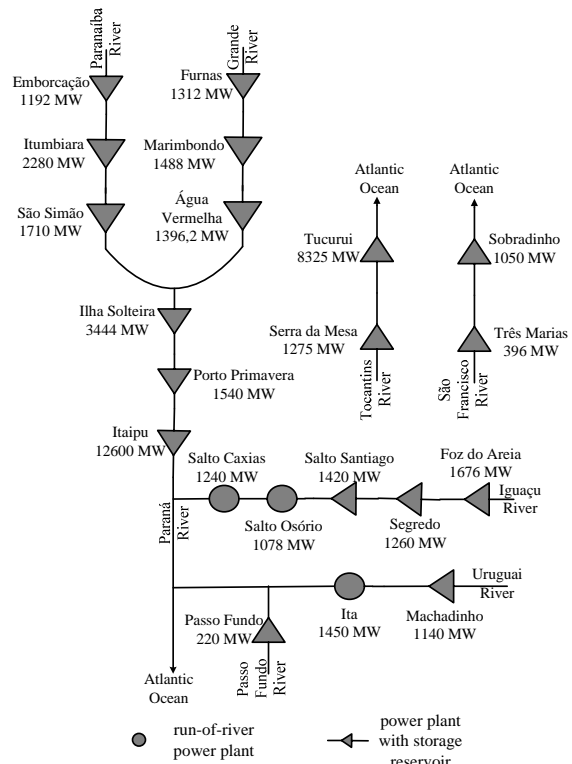 Paranaíba
River
Grande
River
Emborcação
1192 MW
Furnas
1312 MW
Itumbiara
2280 MW
Marimbondo
1488 MW
São Simão
1710 MW
Água
Vermelha
1396,2 MW
Atlantic
Ocean
Atlantic
Ocean
Tucurui
8325 MW
Sobradinho
1050 MW
Ilha Solteira
3444 MW
Serra da Mesa
1275 MW
Três Marias
396 MW
Porto Primavera
1540 MW
Tocantins
River
São
Francisco
River
Itaipu
12600 MW
Salto Caxias
1240 MW
Salto Santiago
1420 MW
Foz do Areia
1676 MW
Iguaçu
River
Paraná
River
Salto Osório
1078 MW
Segredo
1260 MW
Uruguai
River
Passo Fundo
220 MW
Ita
1450 MW
Machadinho
1140 MW
Passo
Fundo
River
Atlantic
Ocean
run-of-river
power plant
power plant
with storage
reservoir